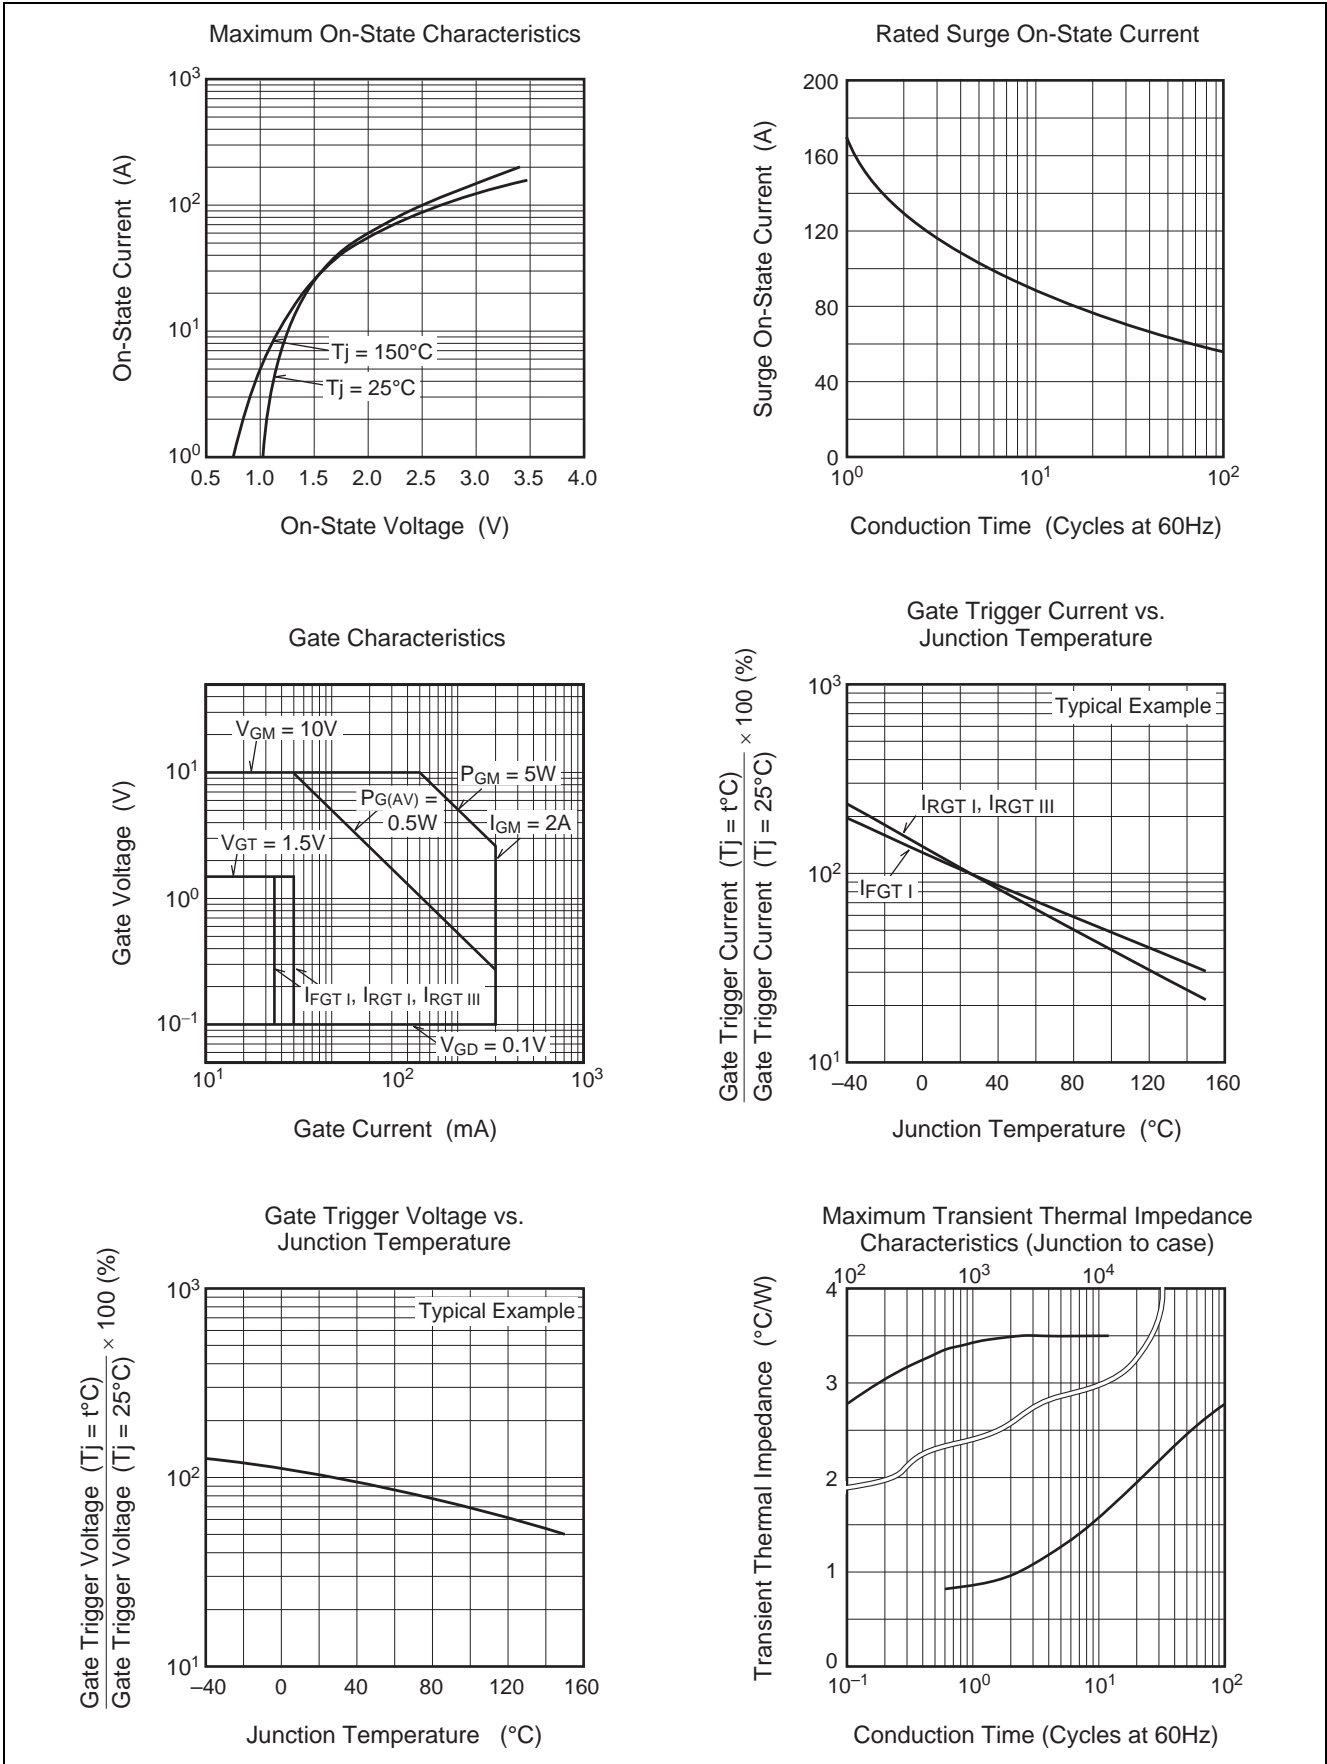 Maximum On-State Characteristics
On-State Current (A)
10³
10²
10¹
10⁰
Tj = 150°C
Tj = 25°C
0.5 1.0 1.5 2.0 2.5 3.0 3.5 4.0
On-State Voltage (V)
Rated Surge On-State Current
Surge On-State Current (A)
200
160
120
80
40
0
10⁰ 10¹ 10²
Conduction Time (Cycles at 60Hz)
Gate Characteristics
Gate Voltage (V)
VGM = 10V
10¹
PGM = 5W
PG(AV) =
0.5W
IGM = 2A
VGT = 1.5V
10⁰
IFGT I, IRGT I, IRGT III
10⁻¹
VGD = 0.1V
10¹ 10² 10³
Gate Current (mA)
Gate Trigger Current vs.
Junction Temperature
Gate Trigger Current (Tj = t°C)
Gate Trigger Current (Tj = 25°C)
× 100 (%)
10³
Typical Example
IRGT I, IRGT III
10²
IFGT I
10¹
–40 0 40 80 120 160
Junction Temperature (°C)
Gate Trigger Voltage vs.
Junction Temperature
Gate Trigger Voltage (Tj = t°C)
Gate Trigger Voltage (Tj = 25°C)
× 100 (%)
10³
Typical Example
10²
10¹
–40 0 40 80 120 160
Junction Temperature (°C)
Maximum Transient Thermal Impedance
Characteristics (Junction to case)
Transient Thermal Impedance (°C/W)
10² 10³ 10⁴
4
3
2
1
0
10⁻¹ 10⁰ 10¹ 10²
Conduction Time (Cycles at 60Hz)